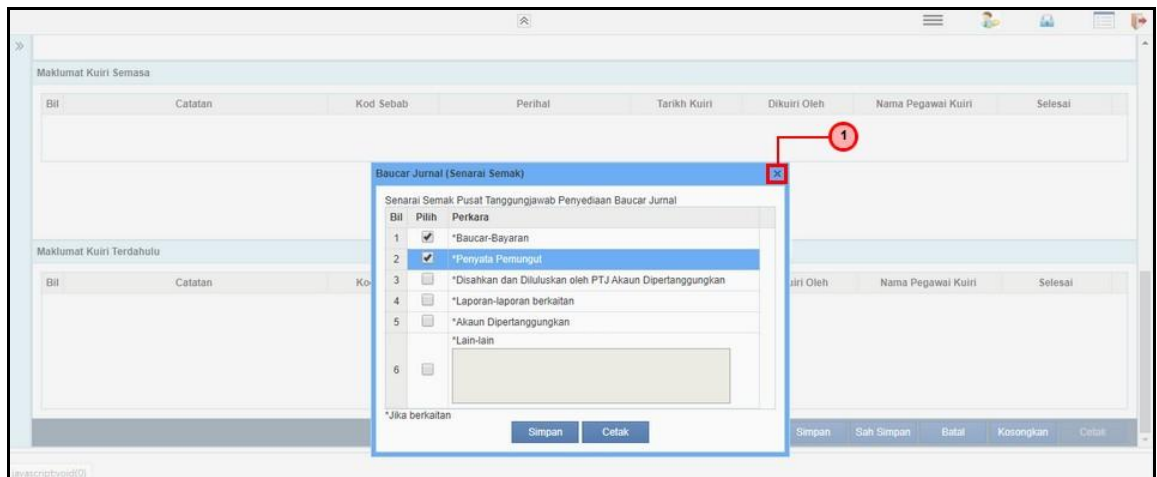 Maklumat Kuiri Semasa
Bil Catatan Kod Sebab Perihal Tarikh Kuiri Dikuiri Oleh Nama Pegawai Kuiri Selesai
1
Baucar Jurnal (Senarai Semak)
Senarai Semak Pusat Tanggungjawab Penyediaan Baucar Jurnal
Bil Pilih Perkara
1 *Baucar-Bayaran
2 *Penyata Pemungut
3 *Disahkan dan Diluluskan oleh PTJ Akaun Dipertanggungkan
4 *Laporan-laporan berkaitan
5 *Akaun Dipertanggungkan
*Lain-lain
6
*Jika berkaitan
Simpan Cetak
Maklumat Kuiri Terdahulu
Bil Catatan Ko uiri Oleh Nama Pegawai Kuiri Selesai
Simpan Sah Simpan Batal Kosongkan Cetak
javascript:void(0)